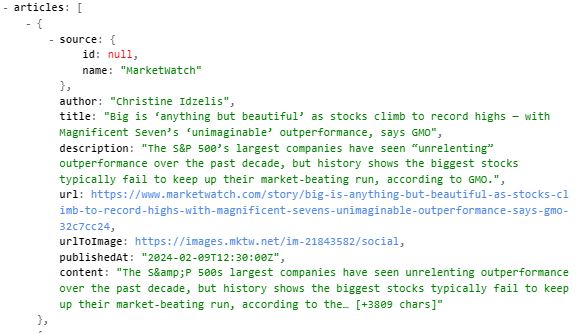 - articles: [
- {
- source: {
id: null,
name: "MarketWatch"
},
author: "Christine Idzelis",
title: "Big is ‘anything but beautiful’ as stocks climb to record highs — with
Magnificent Seven’s ‘unimaginable’ outperformance, says GMO",
description: "The S&P 500’s largest companies have seen “unrelenting”
outperformance over the past decade, but history shows the biggest stocks
typically fail to keep up their market-beating run, according to GMO.",
url: https://www.marketwatch.com/story/big-is-anything-but-beautiful-as-stocks-cl
imb-to-record-highs-with-magnificent-sevens-unimaginable-outperformance-says-gmo-
32c7cc24,
urlToImage: https://images.mktw.net/im-21843582/social,
publishedAt: "2024-02-09T12:30:00Z",
content: "The S&amp;P 500s largest companies have seen unrelenting outperformance
over the past decade, but history shows the biggest stocks typically fail to keep
up their market-beating run, according to the… [+3809 chars]"
},